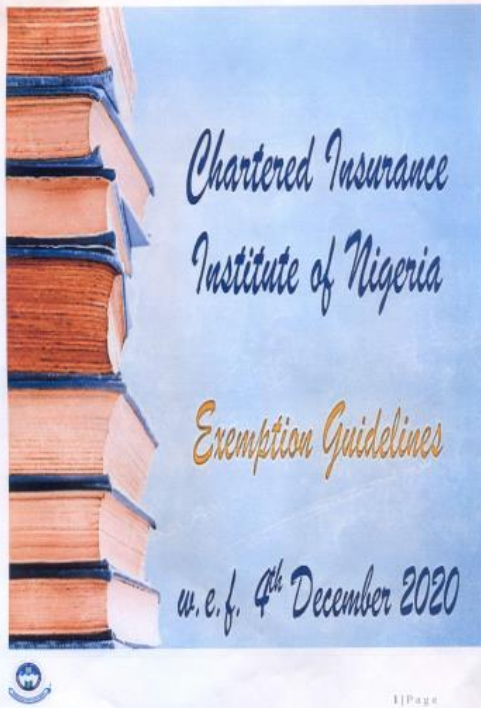 Chartered Insurance
Institute of Nigeria
Exemption Guidelines
w.e.f. 4th December 2020
1|Page